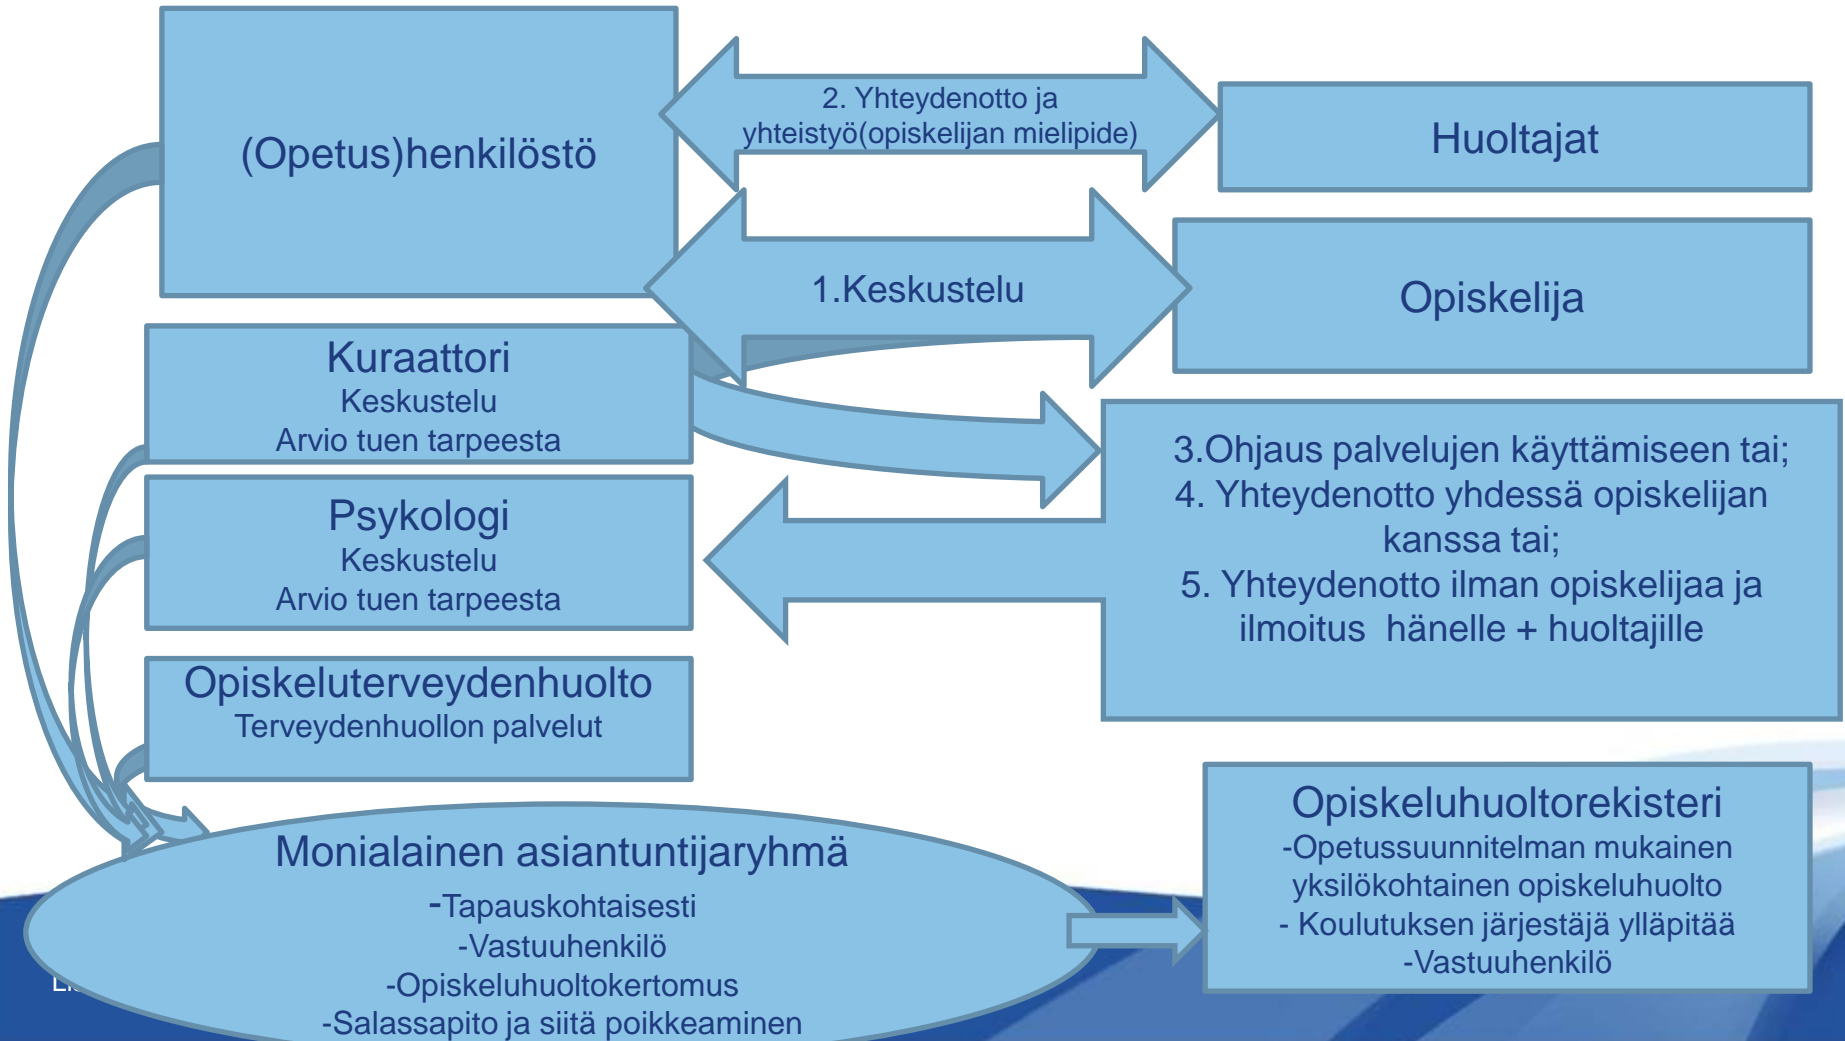 (Opetus)henkilöstö
2. Yhteydenotto ja
yhteistyö(opiskelijan mielipide)
Huoltajat
1.Keskustelu
Opiskelija
Kuraattori
Keskustelu
Arvio tuen tarpeesta
3.Ohjaus palvelujen käyttämiseen tai;
4. Yhteydenotto yhdessä opiskelijan
kanssa tai;
5. Yhteydenotto ilman opiskelijaa ja
ilmoitus hänelle + huoltajille
Psykologi
Keskustelu
Arvio tuen tarpeesta
Opiskeluterveydenhuolto
Terveydenhuollon palvelut
Monialainen asiantuntijaryhmä
-Tapauskohtaisesti
-Vastuuhenkilö
-Opiskeluhuoltokertomus
-Salassapito ja siitä poikkeaminen
Opiskeluhuoltorekisteri
-Opetussuunnitelman mukainen
yksilökohtainen opiskeluhuolto
- Koulutuksen järjestäjä ylläpitää
-Vastuuhenkilö